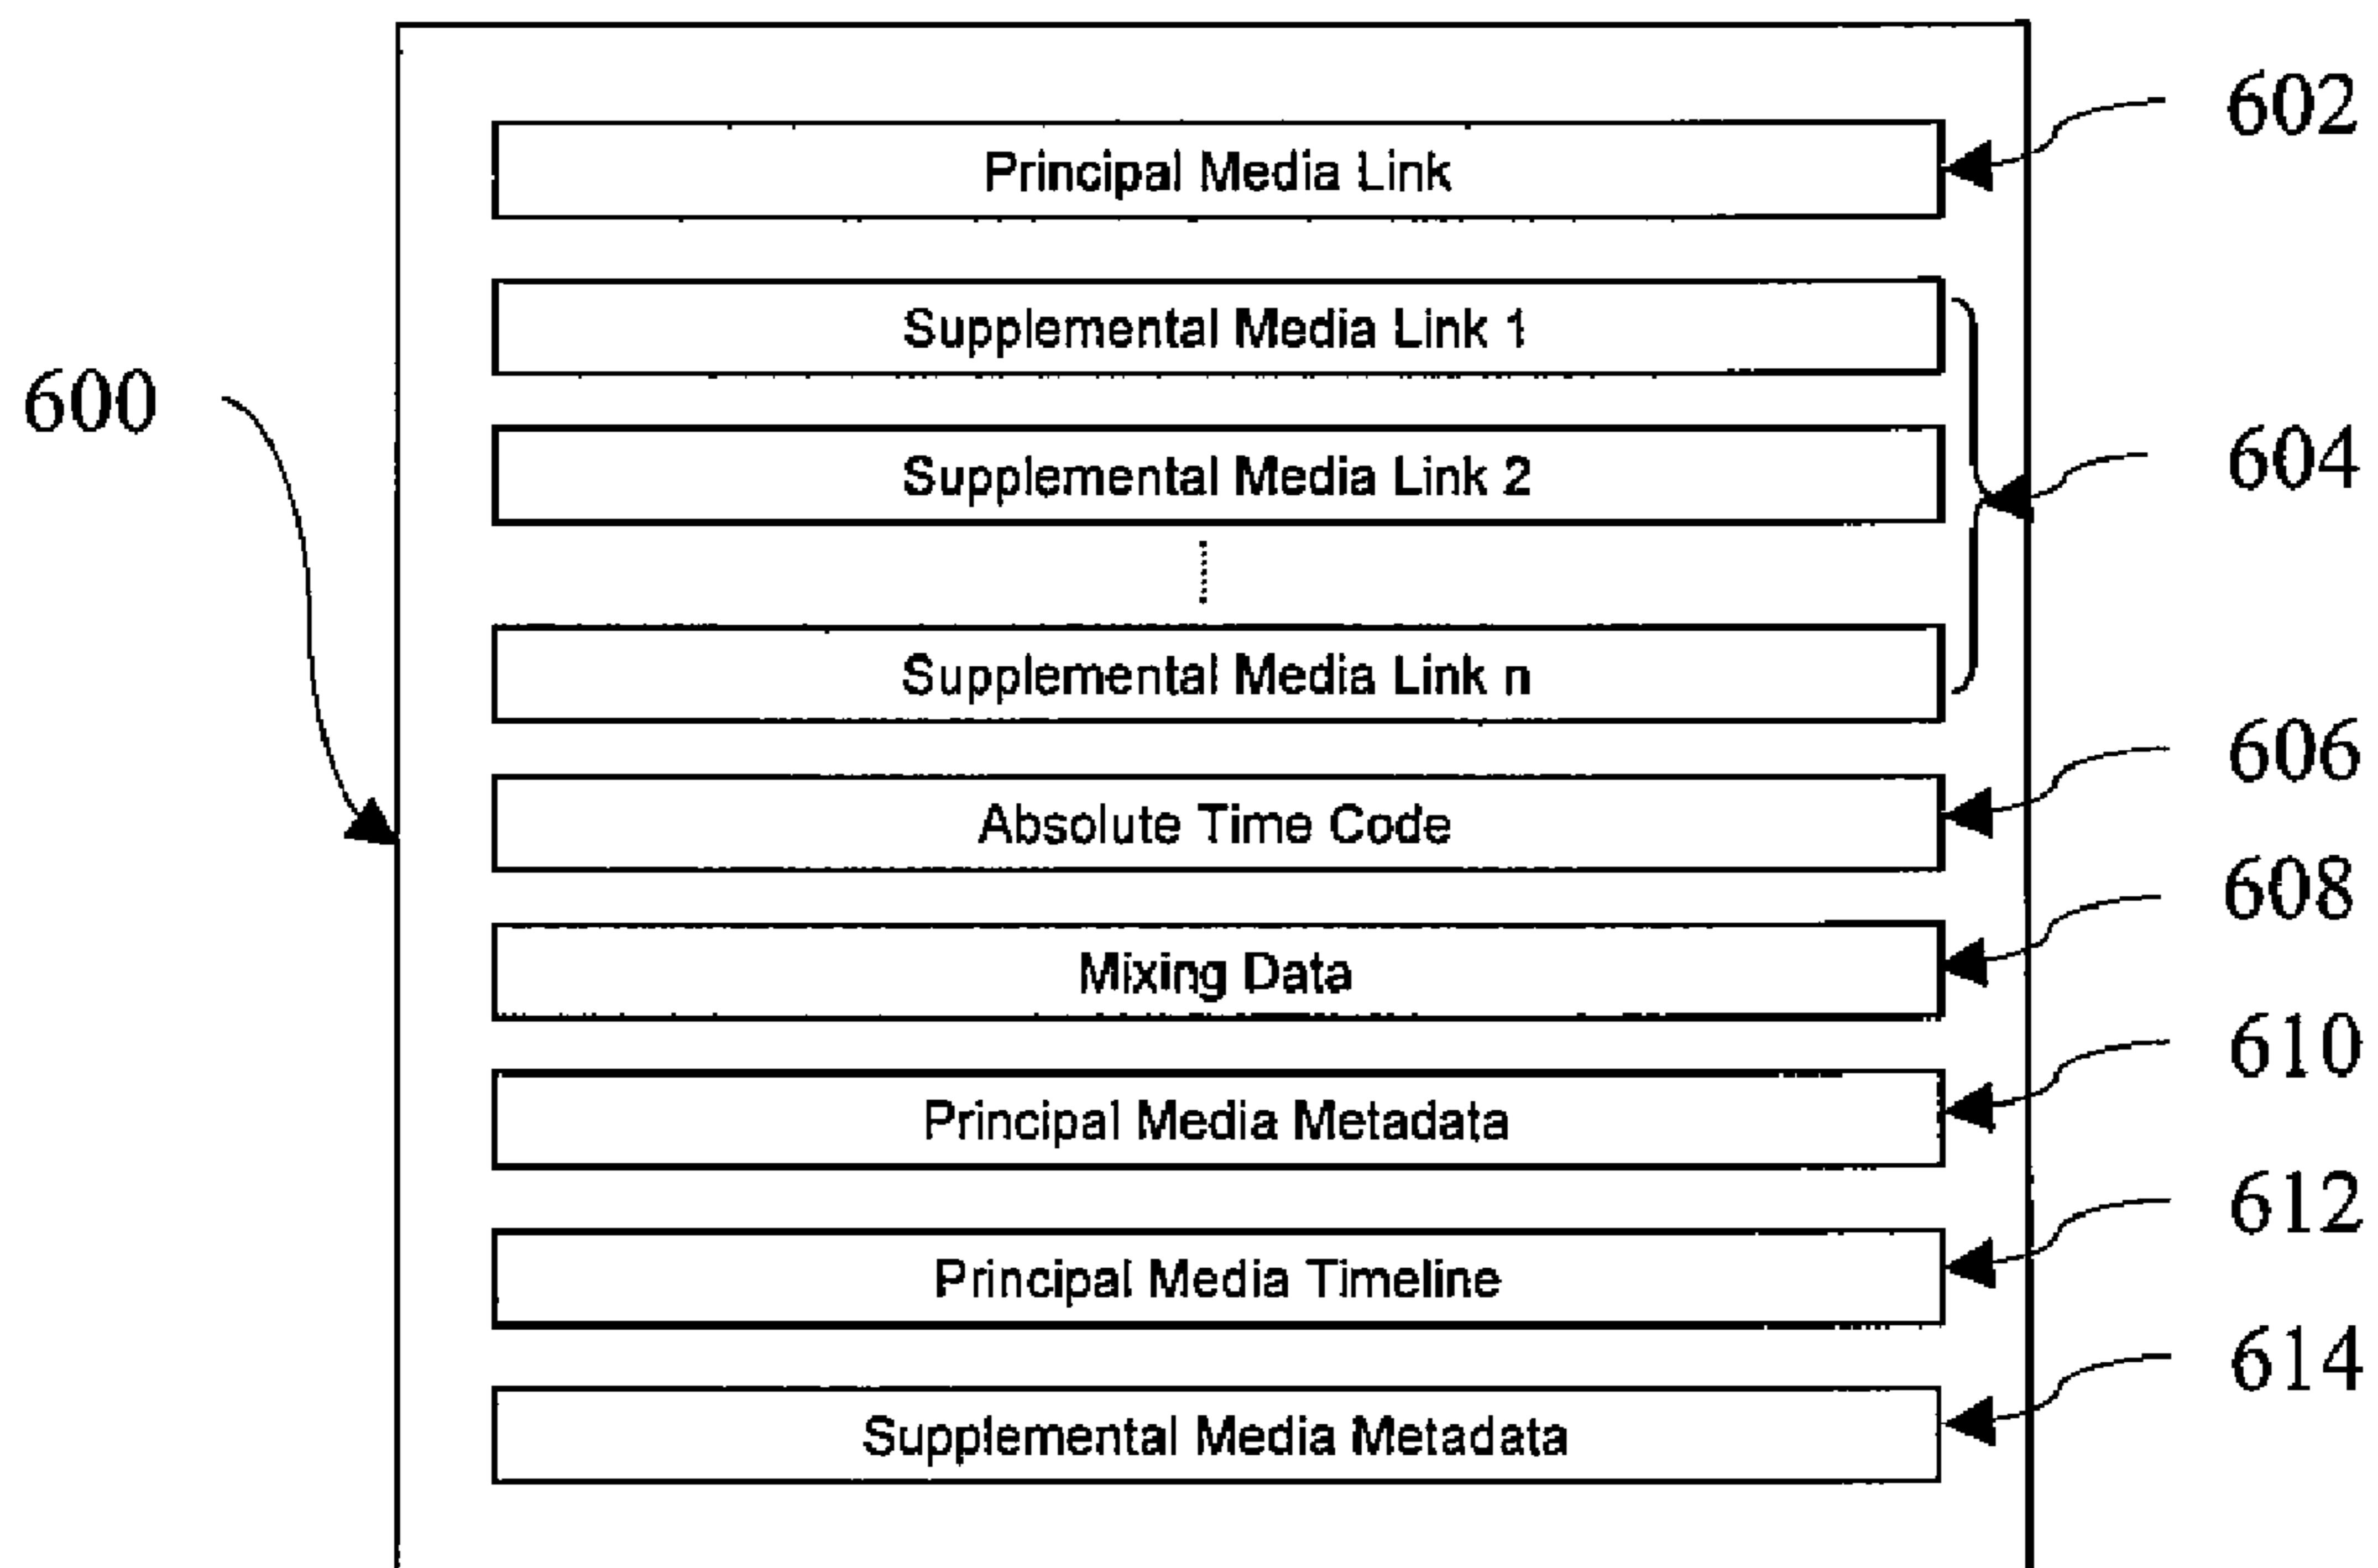 602
Principal Media Link
Supplemental Media Link 1
600
604
Supplemental Media Link 2
Supplemental Media Link n
606
Absolute Time Code
608
Mixing Data
610
Principal Media Metadata
612
Principal Media Timeline
614
Supplemental Media Metadata